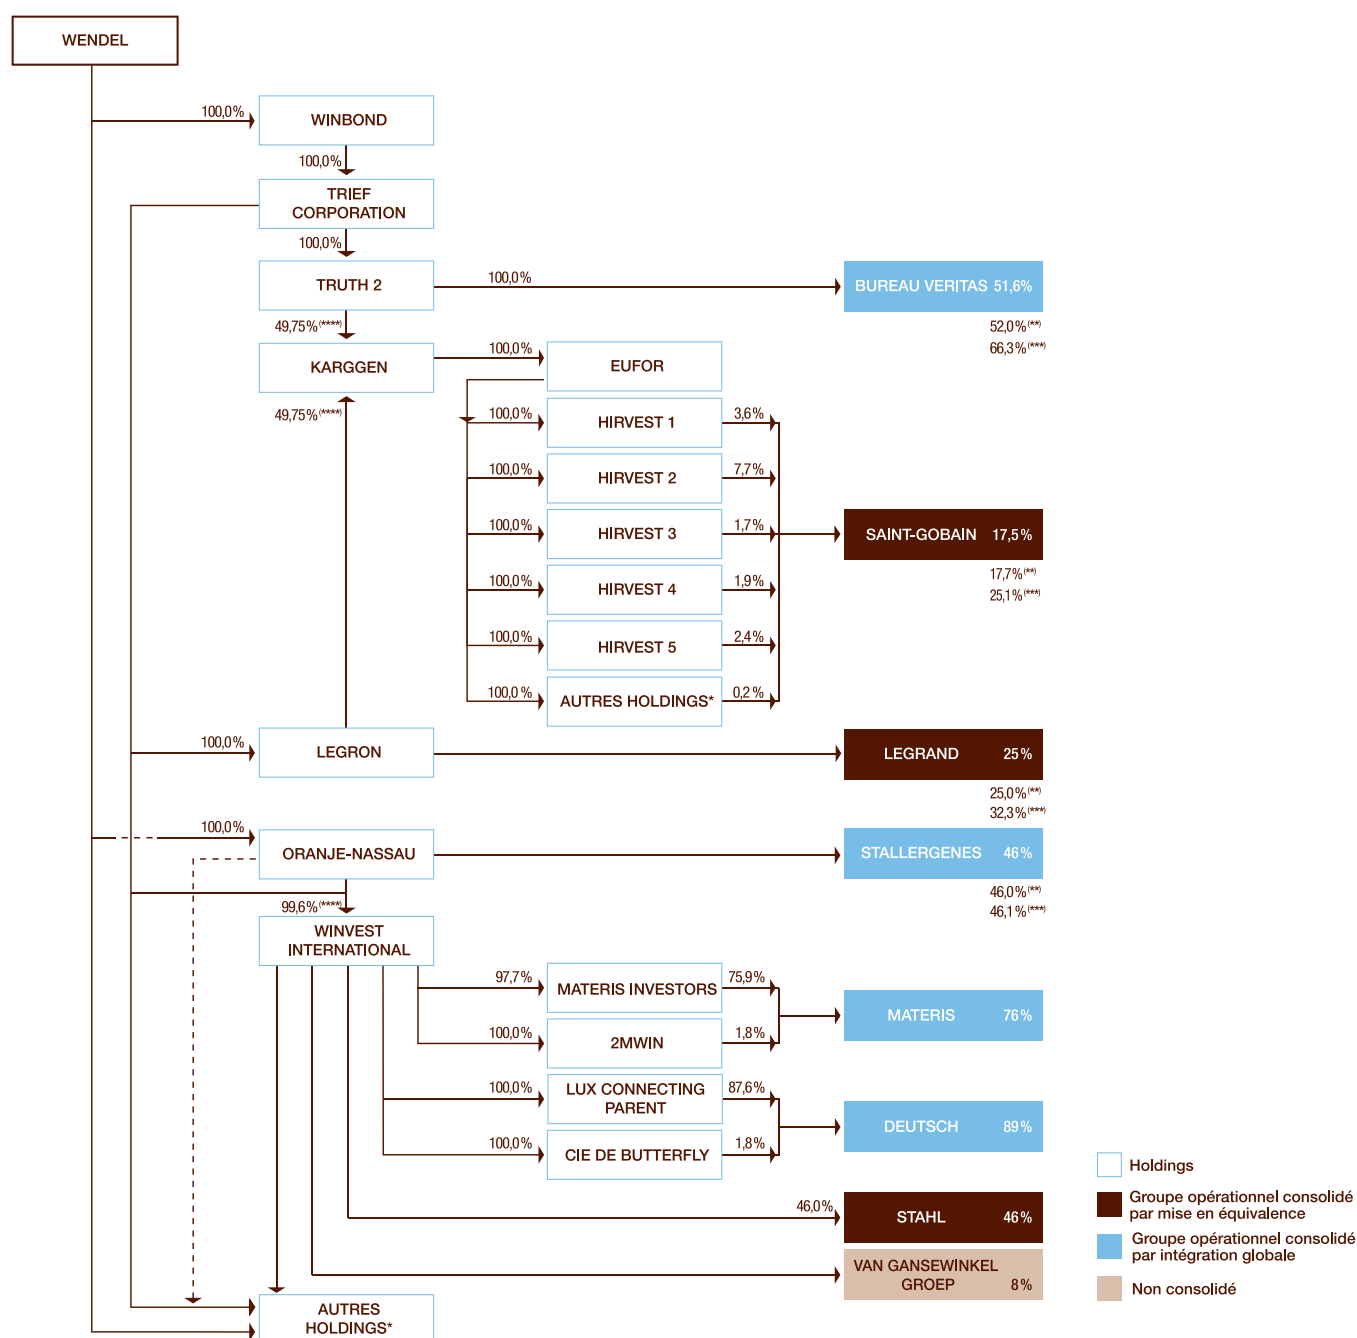 WENDEL
100,0%
WINBOND
100,0%
TRIEF
CORPORATION
100,0%
TRUTH 2
100,0%
BUREAU VERITAS 51,6%
52,0%(**)
66,3%(***)
49,75%(****)
KARGGEN
100,0%
EUFOR
49,75%(****)
100,0%
HIRVEST 1
3,6%
100,0%
HIRVEST 2
7,7%
100,0%
HIRVEST 3
1,7%
SAINT-GOBAIN 17,5%
17,7%(**)
25,1%(***)
100,0%
HIRVEST 4
1,9%
100,0%
HIRVEST 5
2,4%
100,0%
AUTRES HOLDINGS*
0,2%
100,0%
LEGRON
LEGRAND 25%
25,0%(**)
32,3%(***)
100,0%
ORANJE-NASSAU
STALLERGENES 46%
46,0%(**)
46,1%(***)
99,6%(****)
WINVEST
INTERNATIONAL
97,7%
MATERIS INVESTORS
75,9%
MATERIS 76%
100,0%
2MWIN
1,8%
100,0%
LUX CONNECTING
PARENT
87,6%
DEUTSCH 89%
100,0%
CIE DE BUTTERFLY
1,8%
46,0%
STAHL 46%
VAN GANSEWINKEL
GROEP 8%
AUTRES
HOLDINGS*
Holdings
Groupe opérationnel consolidé
par mise en équivalence
Groupe opérationnel consolidé
par intégration globale
Non consolidé